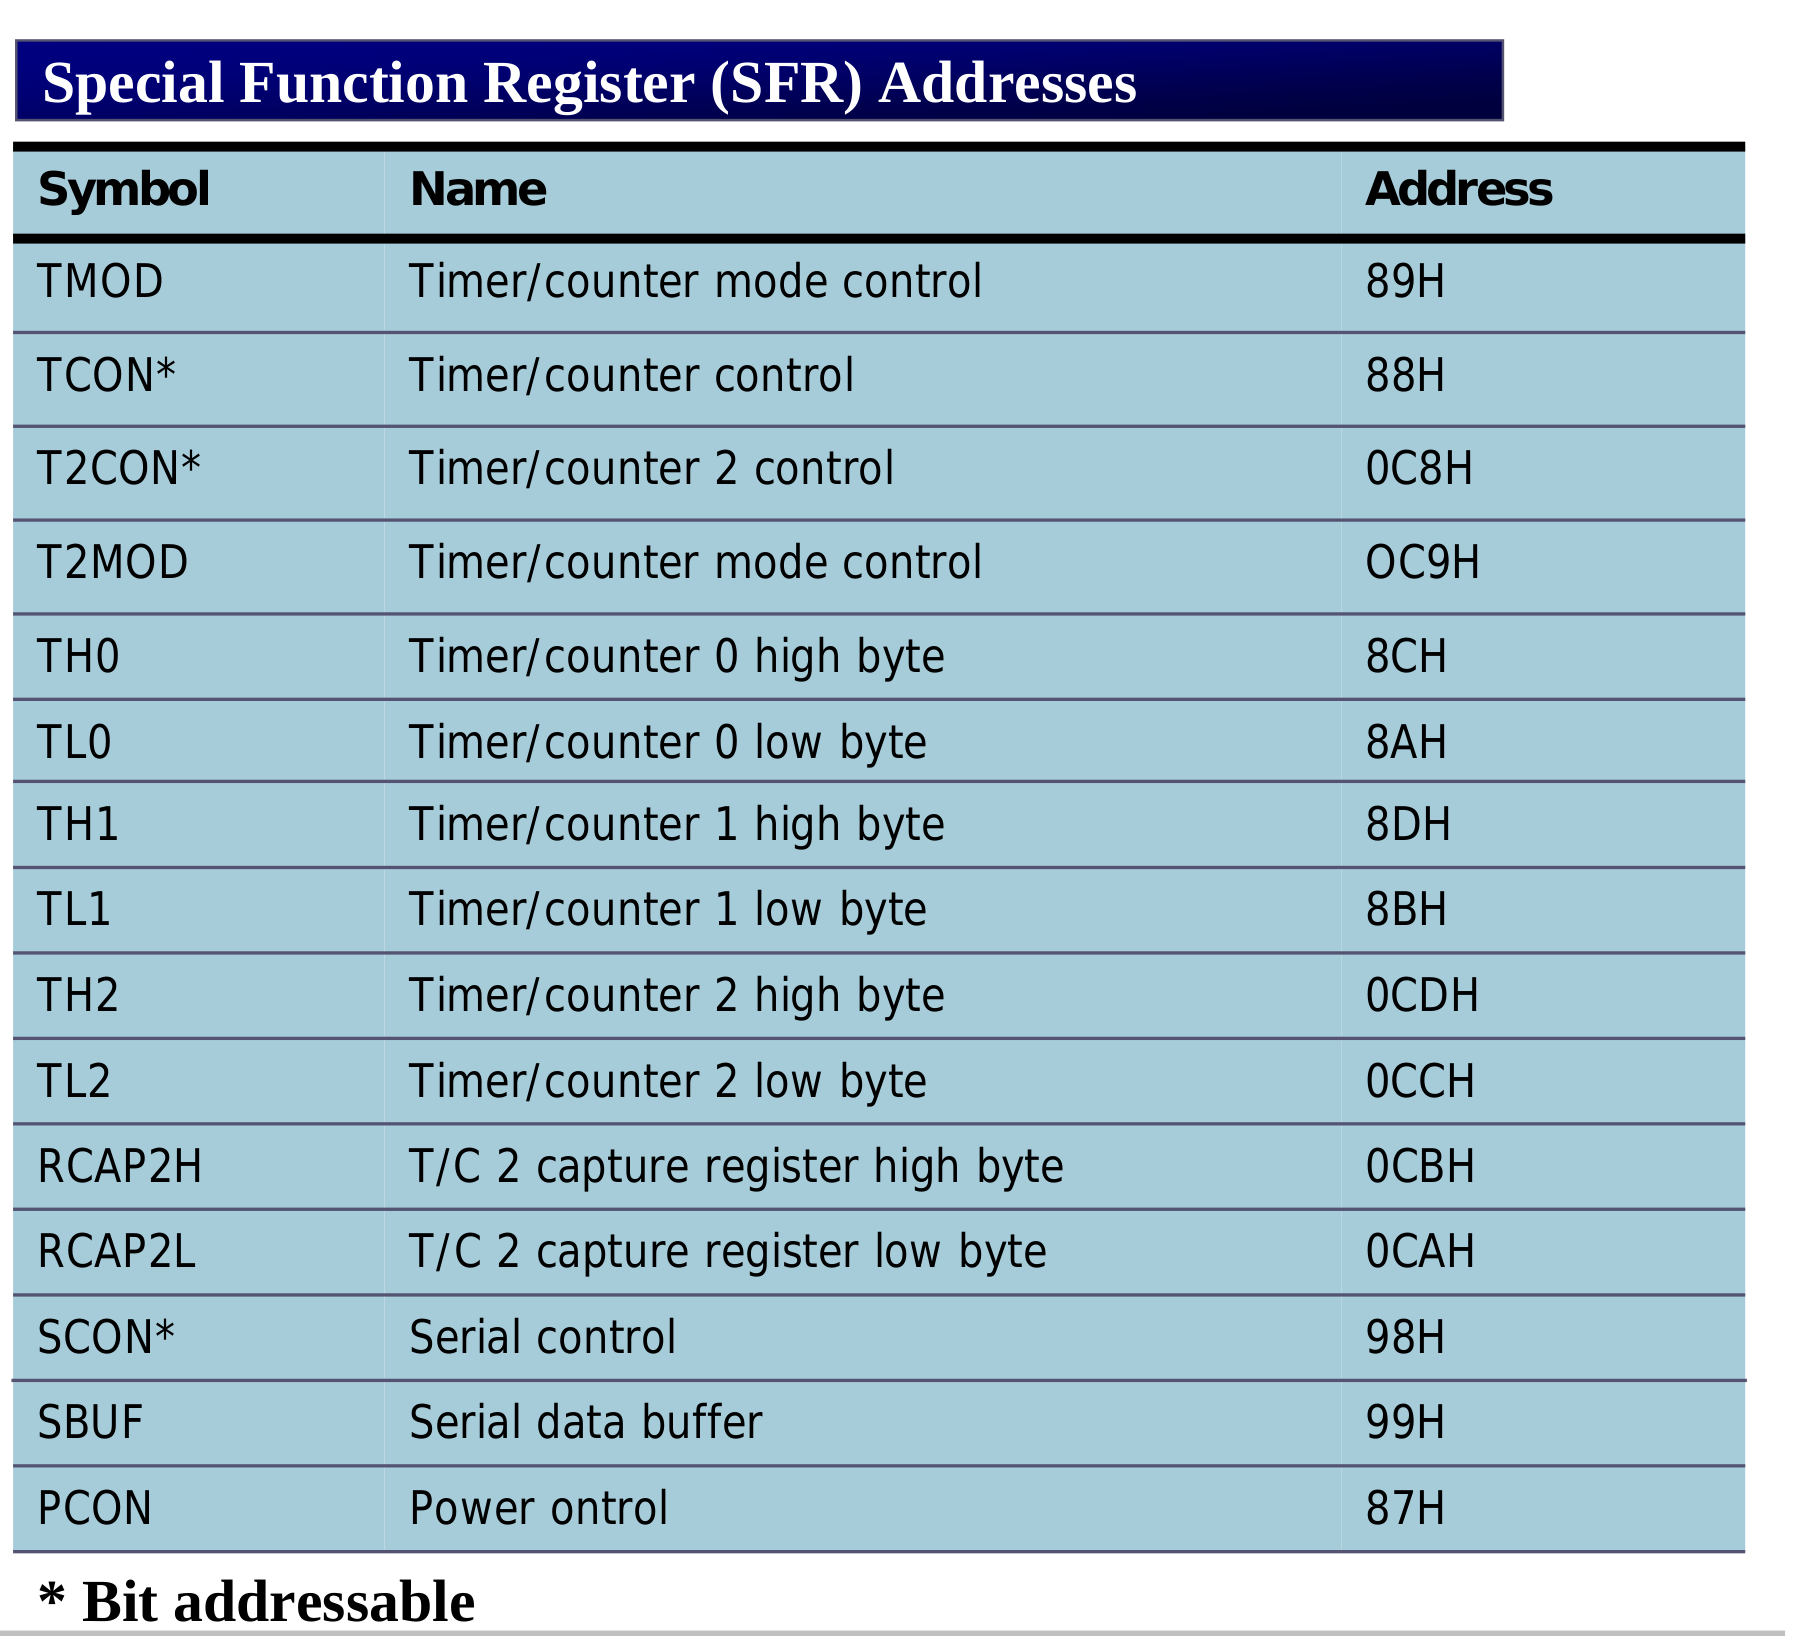 Special Function Register (SFR) Addresses
Symbol Name Address
TMOD Timer/counter mode control 89H
TCON* Timer/counter control 88H
T2CON* Timer/counter 2 control 0C8H
T2MOD Timer/counter mode control OC9H
TH0 Timer/counter 0 high byte 8CH
TL0 Timer/counter 0 low byte 8AH
TH1 Timer/counter 1 high byte 8DH
TL1 Timer/counter 1 low byte 8BH
TH2 Timer/counter 2 high byte 0CDH
TL2 Timer/counter 2 low byte 0CCH
RCAP2H T/C 2 capture register high byte 0CBH
RCAP2L T/C 2 capture register low byte 0CAH
SCON* Serial control 98H
SBUF Serial data buffer 99H
PCON Power ontrol 87H
* Bit addressable